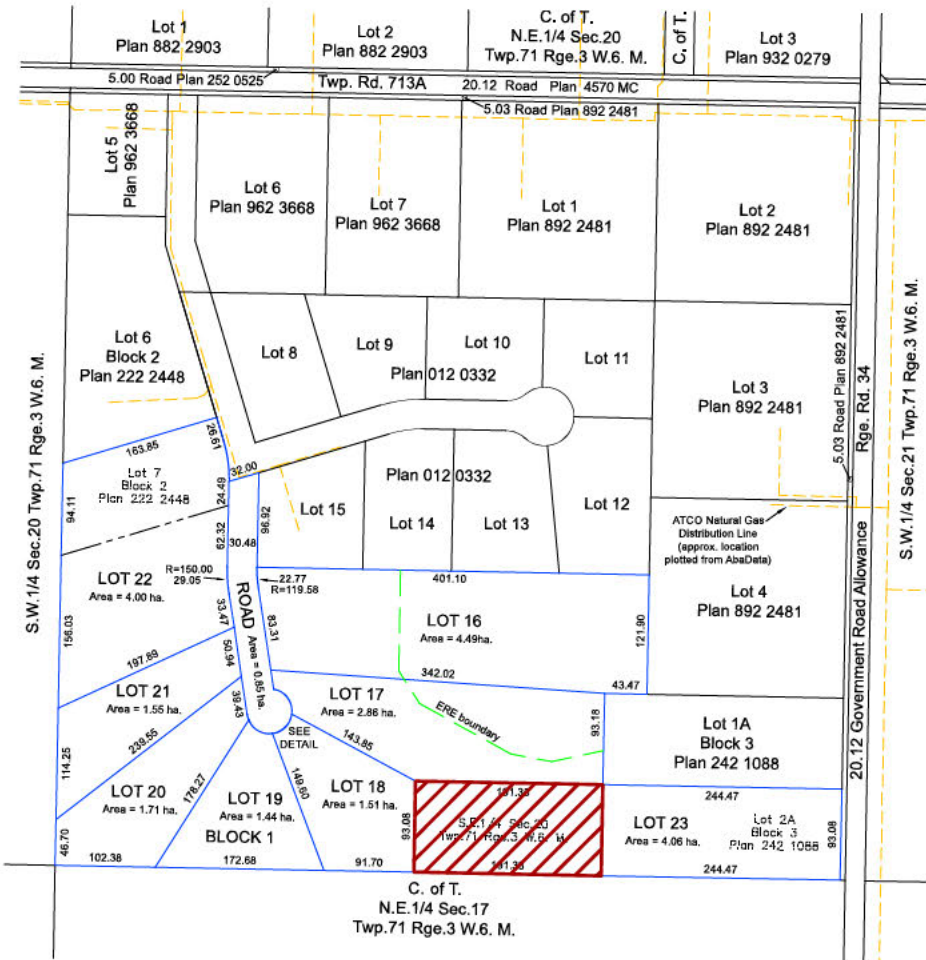 Lot 1
Plan 882 2903
Lot 2
Plan 882 2903
C. of T.
N.E.1/4 Sec.20
Twp.71 Rge.3 W.6. M.
C. of T.
Lot 3
Plan 932 0279
5.00 Road Plan 252 0525
Twp. Rd. 713A
20.12 Road Plan 4570 MC
5.03 Road Plan 892 2481
Lot 5
Plan 962 3668
Lot 6
Plan 962 3668
Lot 7
Plan 962 3668
Lot 1
Plan 892 2481
Lot 2
Plan 892 2481
Lot 6
Block 2
Plan 222 2448
Lot 8
Lot 9
Lot 10
Plan 012 0332
Lot 11
Lot 3
Plan 892 2481
5.03 Road Plan 892 2481
Rge. Rd. 34
S.W.1/4 Sec.21 Twp.71 Rge.3 W.6. M.
S.W.1/4 Sec.20 Twp.71 Rge.3 W.6. M.
163.85
26.61
Lot 7
Block 2
Plan 222 2448
94.11
24.49
32.00
Lot 15
Plan 012 0332
Lot 14
Lot 13
Lot 12
ATCO Natural Gas
Distribution Line
(approx. location
plotted from AbaData)
62.32
30.48
96.92
LOT 22
Area = 4.00 ha.
R=150.00
29.05
22.77
R=119.58
401.10
Lot 4
Plan 892 2481
20.12 Government Road Allowance
156.03
33.47
ROAD
Area = 0.85 ha.
83.31
LOT 16
Area = 4.49ha.
121.90
197.89
50.94
342.02
43.47
LOT 21
Area = 1.55 ha.
39.43
LOT 17
Area = 2.86 ha.
ERE boundary
93.18
Lot 1A
Block 3
Plan 242 1088
114.25
239.55
SEE
DETAIL
143.85
LOT 20
Area = 1.71 ha.
178.27
LOT 19
Area = 1.44 ha.
BLOCK 1
149.60
LOT 18
Area = 1.51 ha.
93.08
S.E.1/4 Sec.20
Twp.71 Rge.3 W.6. M.
244.47
LOT 23
Area = 4.06 ha.
Lot 2A
Block 3
Plan 242 1088
93.08
46.70
102.38
172.68
91.70
244.47
C. of T.
N.E.1/4 Sec.17
Twp.71 Rge.3 W.6. M.